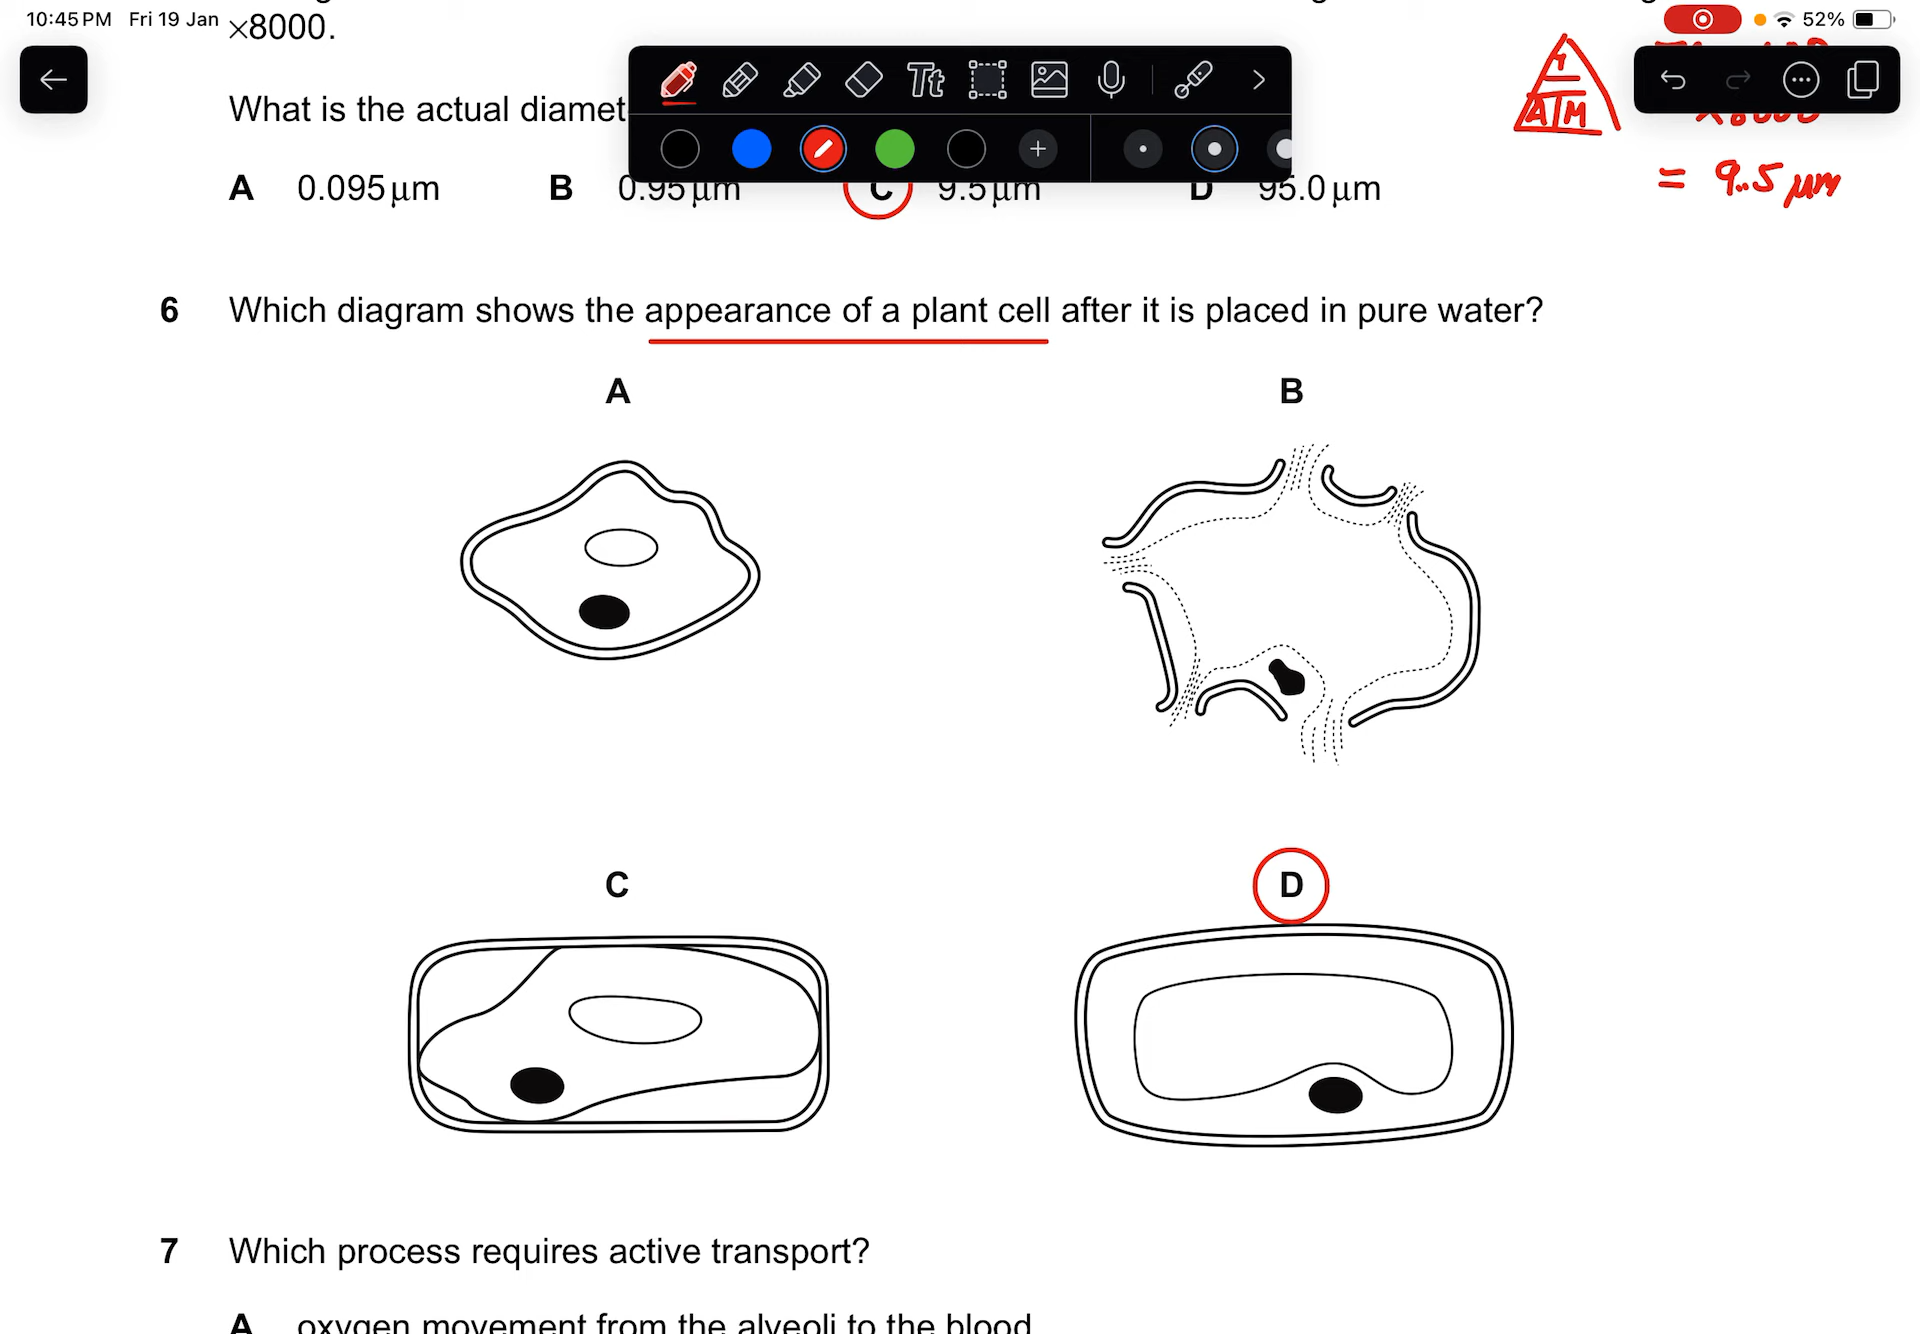 10:45 PM Fri 19 Jan
52%
×8000.
What is the actual diamet
Tt
A T M
×8000
= 9.5 μm
A 0.095 μm B 0.95 μm C 9.5 μm D 95.0 μm
6 Which diagram shows the appearance of a plant cell after it is placed in pure water?
A B
C D
7 Which process requires active transport?
A oxygen movement from the alveoli to the blood